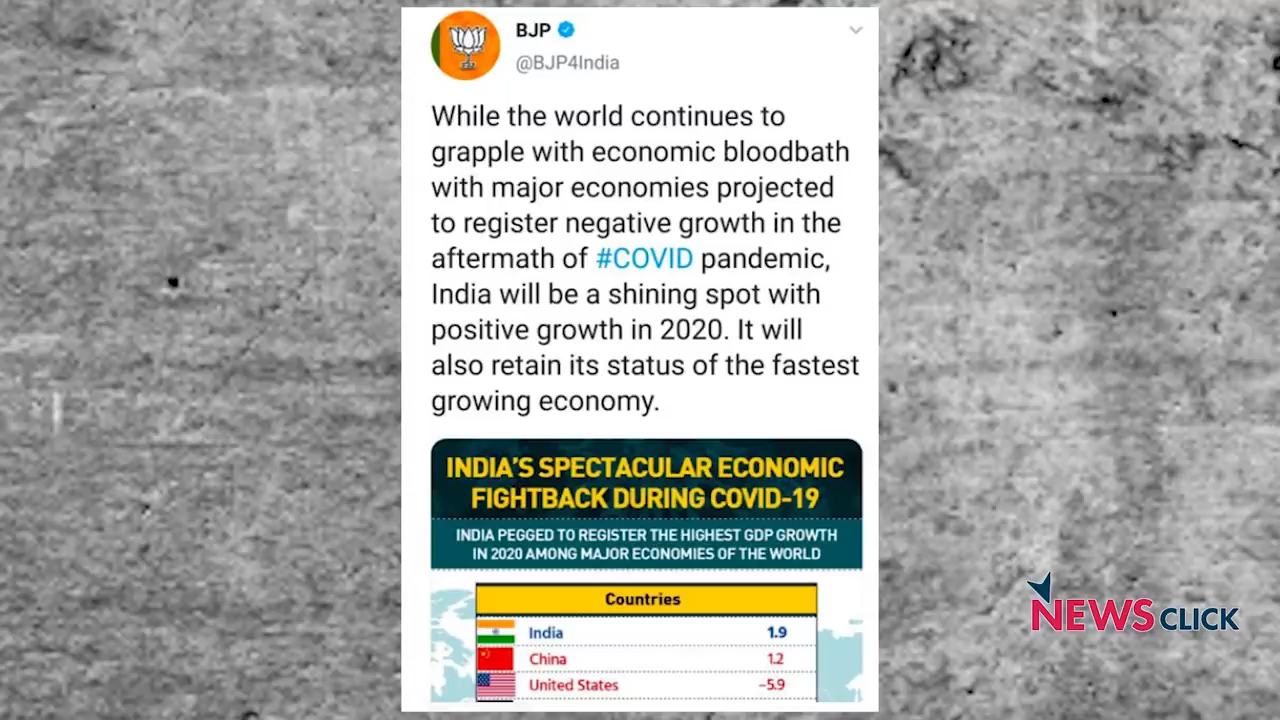 BJP
@BJP4India
While the world continues to
grapple with economic bloodbath
with major economies projected
to register negative growth in the
aftermath of #COVID pandemic,
India will be a shining spot with
positive growth in 2020. It will
also retain its status of the fastest
growing economy.
INDIA'S SPECTACULAR ECONOMIC
FIGHTBACK DURING COVID-19
INDIA PEGGED TO REGISTER THE HIGHEST GDP GROWTH
IN 2020 AMONG MAJOR ECONOMIES OF THE WORLD
Countries
India 1.9
China 1.2
United States -5.9
NEWSCLICK